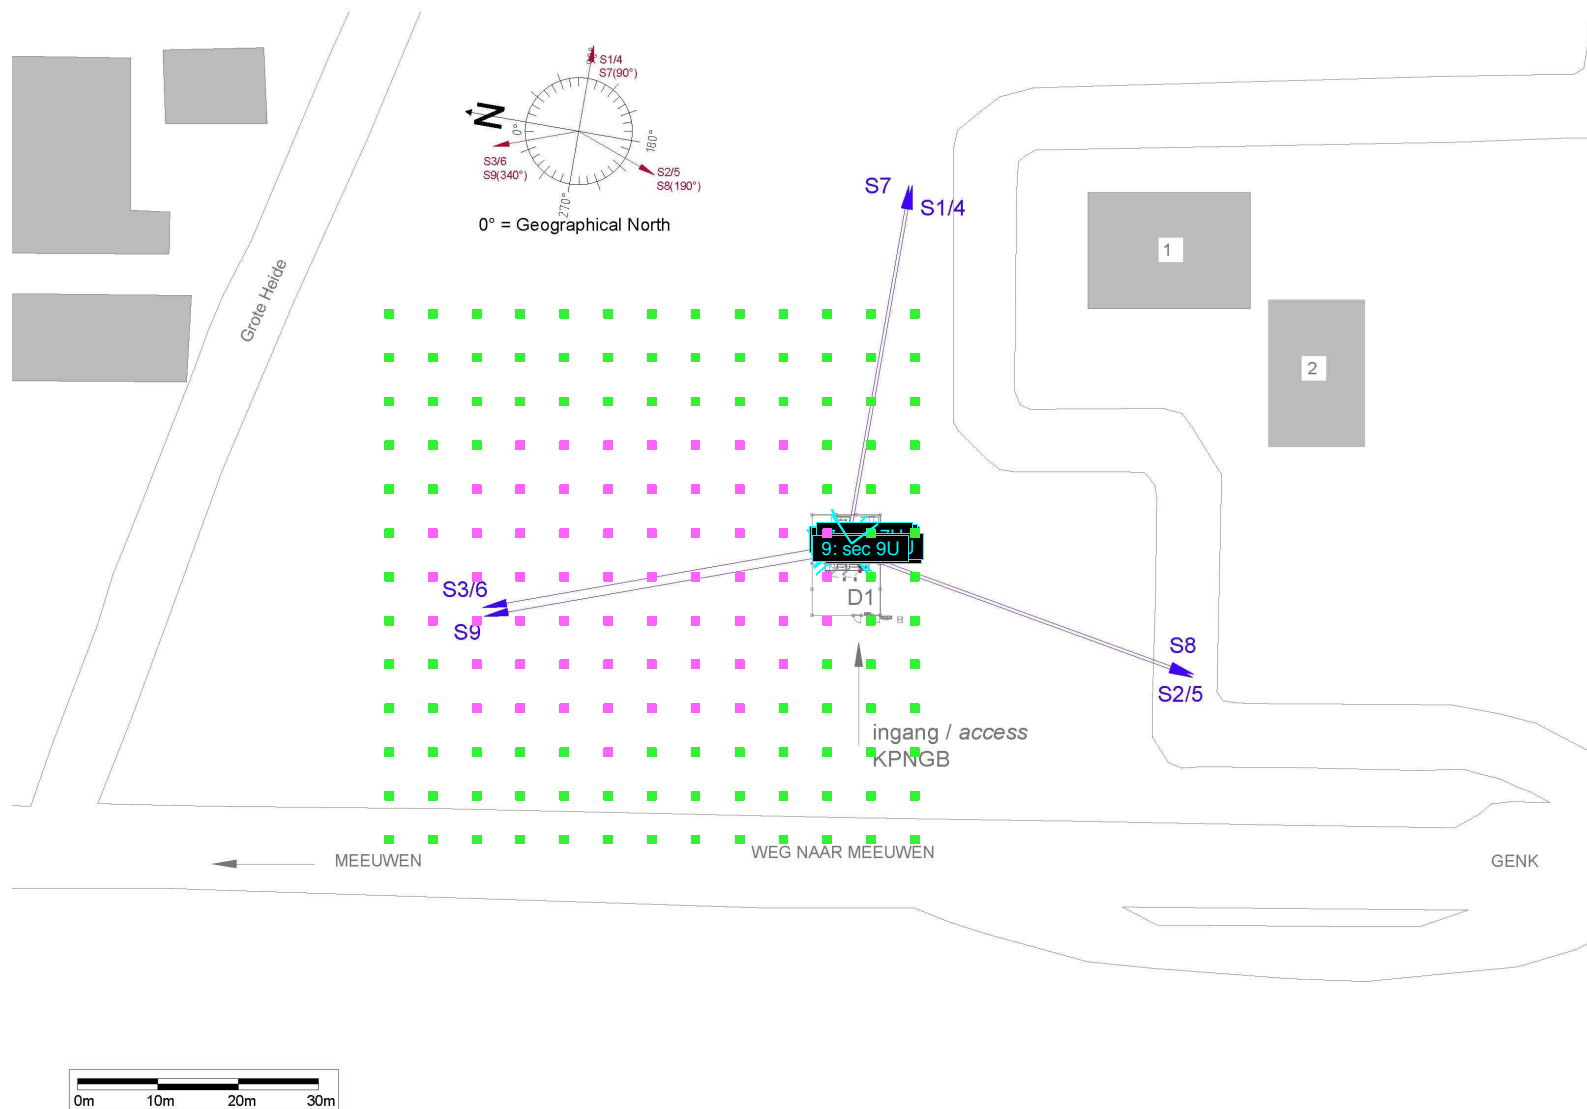 S1/4
S7(90°)
N
0°
180°
S3/6
S9(340°)
S2/5
S8(190°)
270°
0° = Geographical North
S7
S1/4
1
2
Grote Heide
9: sec 9U
S3/6
S9
D1
S8
S2/5
ingang / access
KPNGB
MEEUWEN
WEG NAAR MEEUWEN
GENK
0m 10m 20m 30m